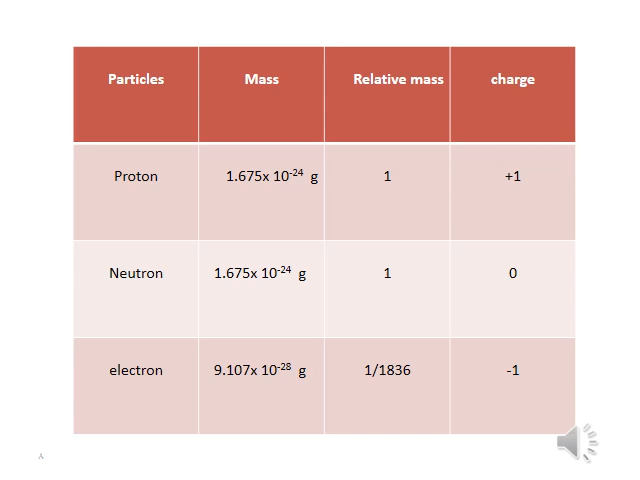 Particles Mass Relative mass charge
Proton 1.675x 10⁻²⁴ g 1 +1
Neutron 1.675x 10⁻²⁴ g 1 0
electron 9.107x 10⁻²⁸ g 1/1836 -1